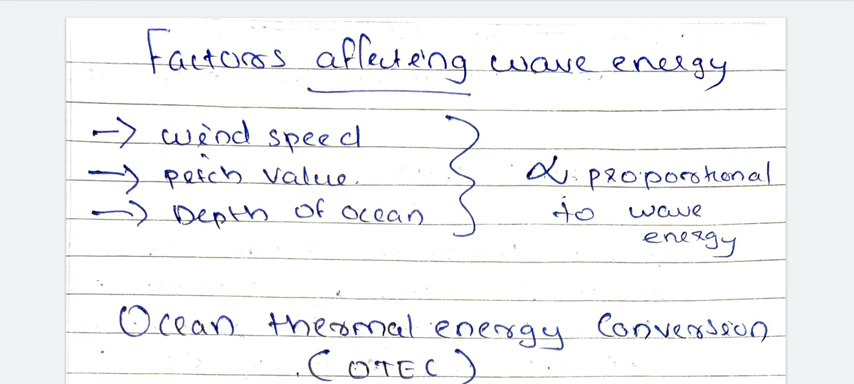 Factors affecting wave energy
→ wind speed
→ petch value.
→ Depth of ocean
∝ proportional
to wave
energy
Ocean thermal energy Conversion
(OTEC)